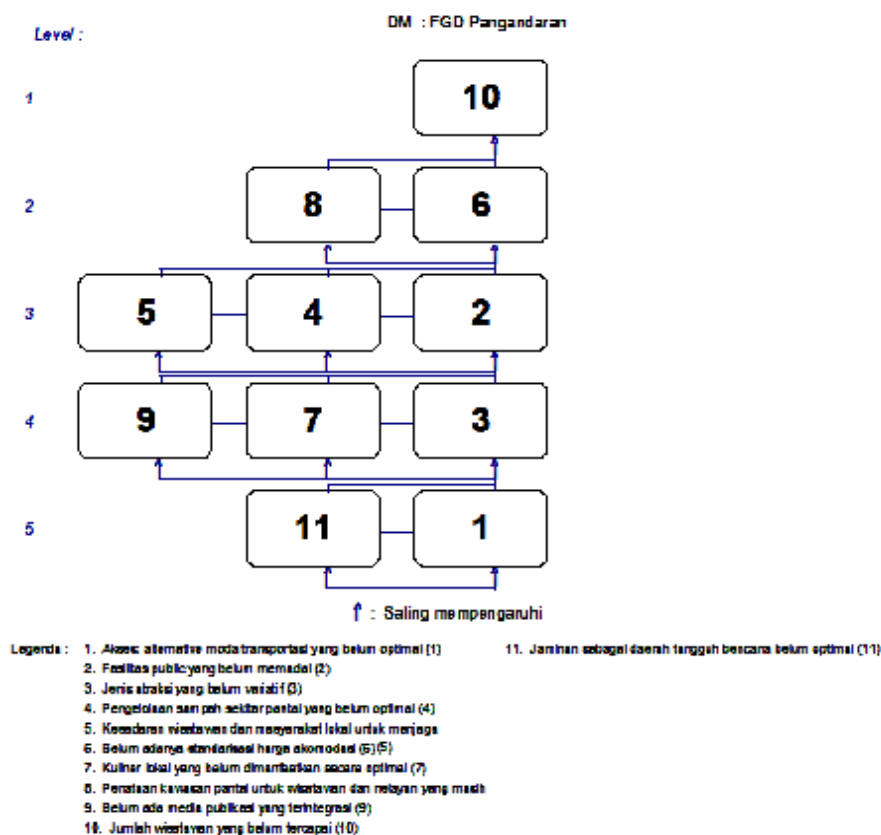 DM : FGD Pangandaran
Level :
1
10
2
8 6
3
5 4 2
4
9 7 3
5
11 1
↑ : Saling mempengaruhi
Legenda : 1. Akses alternative moda transportasi yang belum optimal (1) 11. Jaminan sebagai daerah tangguh bencana belum optimal (11)
2. Fasilitas public yang belum memadai (2)
3. Jenis atraksi yang belum variatif (3)
4. Pengelolaan sampah sekitar pantai yang belum optimal (4)
5. Kesadaran wisatawan dan masyarakat lokal untuk menjaga
6. Belum adanya standarisasi harga akomodasi (6)(5)
7. Kuliner lokal yang belum dimanfaatkan secara optimal (7)
8. Penataan kawasan pantai untuk wisatawan dan nelayan yang masih
9. Belum ada media publikasi yang terintegrasi (9)
10. Jumlah wisatawan yang belum tercapai (10)